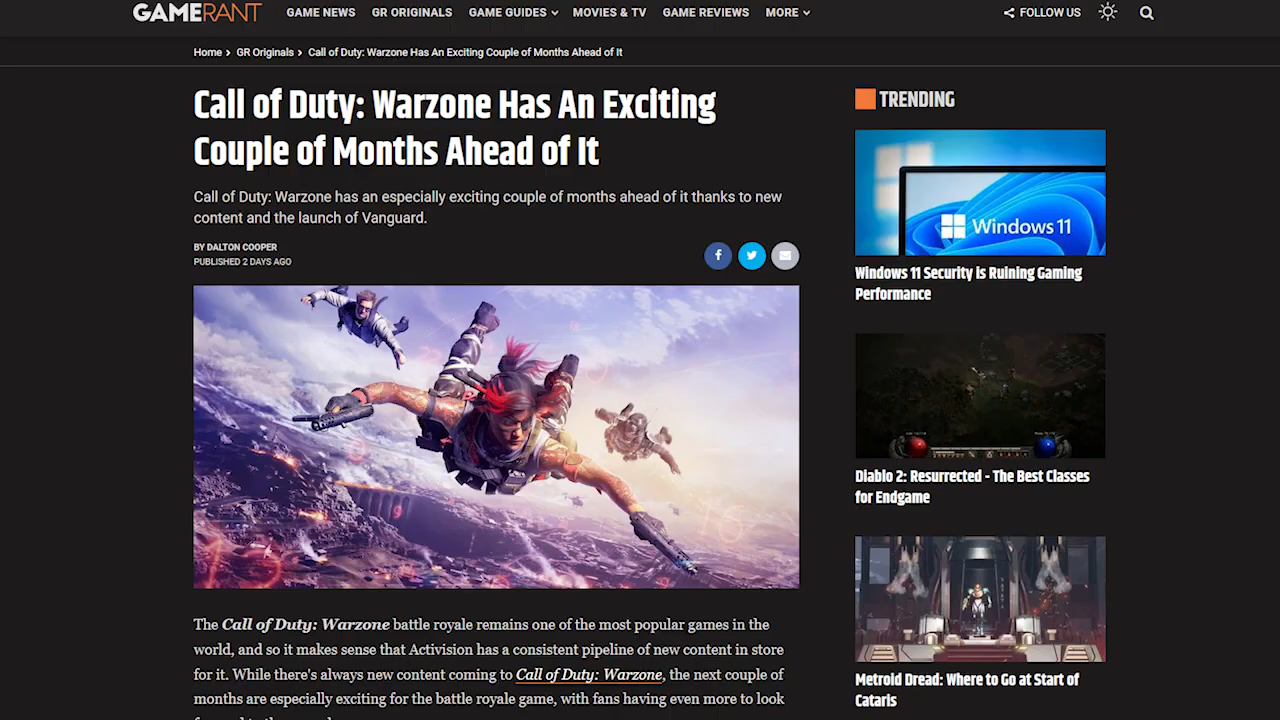 GAMERANT
GAME NEWS
GR ORIGINALS
GAME GUIDES
MOVIES & TV
GAME REVIEWS
MORE
FOLLOW US
Home > GR Originals > Call of Duty: Warzone Has An Exciting Couple of Months Ahead of It
Call of Duty: Warzone Has An Exciting
Couple of Months Ahead of It
Call of Duty: Warzone has an especially exciting couple of months ahead of it thanks to new
content and the launch of Vanguard.
BY DALTON COOPER
PUBLISHED 2 DAYS AGO
The Call of Duty: Warzone battle royale remains one of the most popular games in the
world, and so it makes sense that Activision has a consistent pipeline of new content in store
for it. While there's always new content coming to Call of Duty: Warzone, the next couple of
months are especially exciting for the battle royale game, with fans having even more to look
TRENDING
Windows 11
Windows 11 Security is Ruining Gaming
Performance
Diablo 2: Resurrected - The Best Classes
for Endgame
Metroid Dread: Where to Go at Start of
Cataris